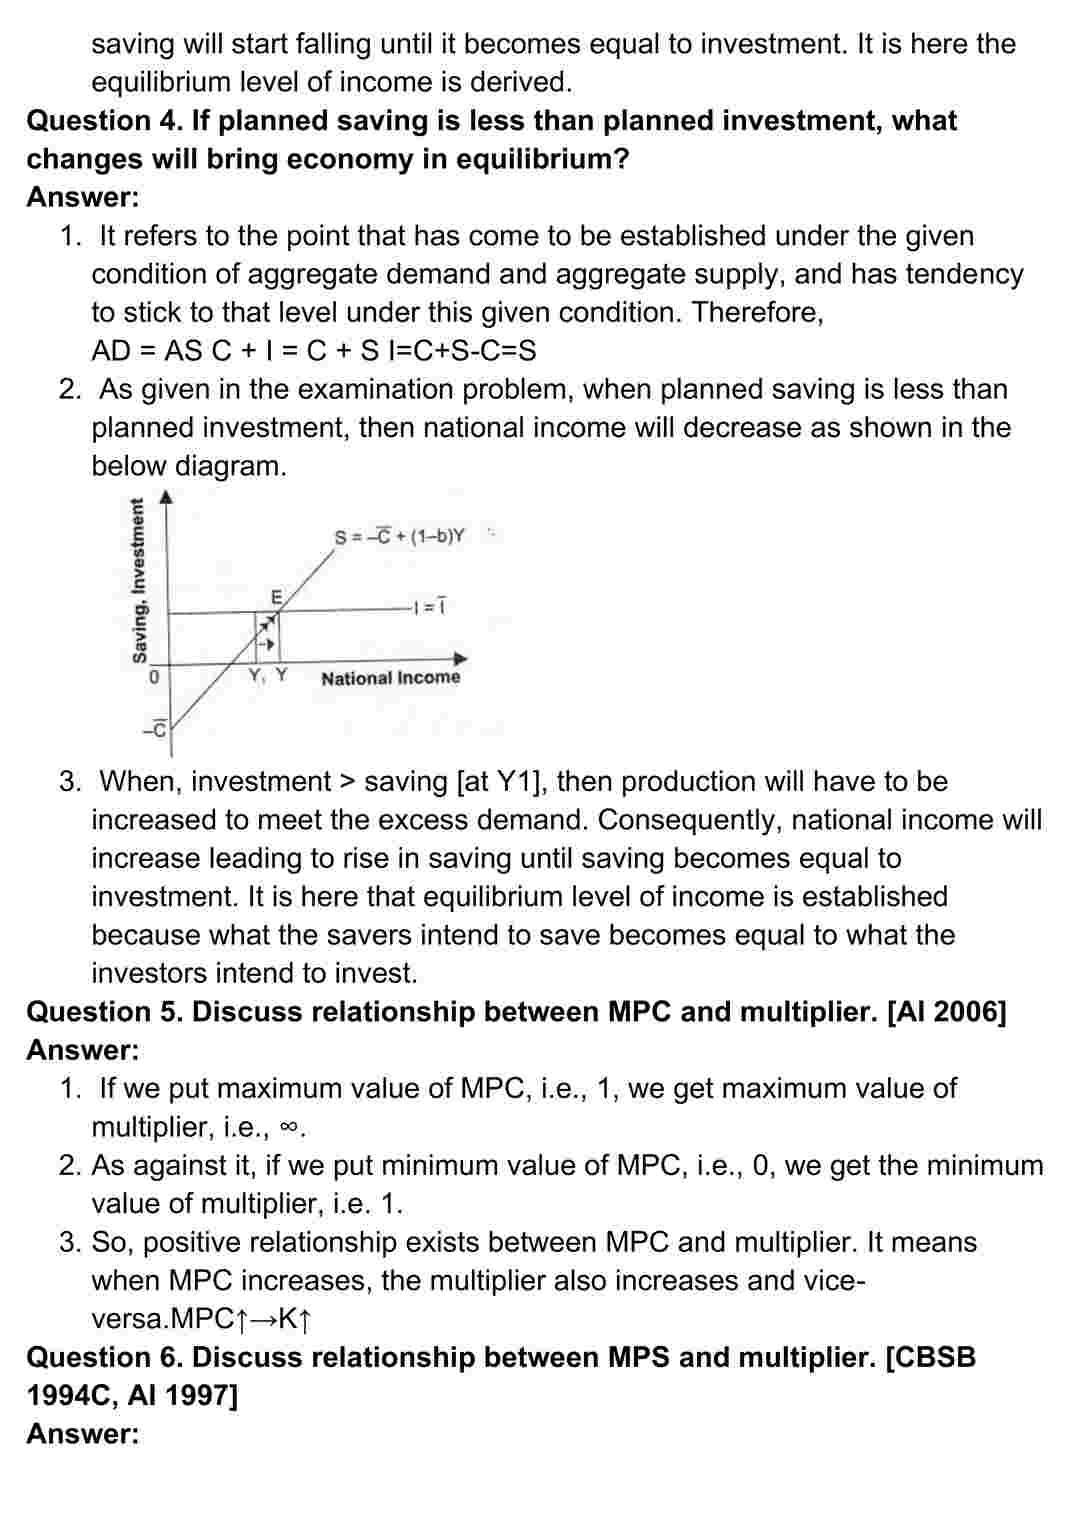 saving will start falling until it becomes equal to investment. It is here the
equilibrium level of income is derived.
Question 4. If planned saving is less than planned investment, what
changes will bring economy in equilibrium?
Answer:
1. It refers to the point that has come to be established under the given
condition of aggregate demand and aggregate supply, and has tendency
to stick to that level under this given condition. Therefore,
AD = AS C + I = C + S I=C+S-C=S
2. As given in the examination problem, when planned saving is less than
planned investment, then national income will decrease as shown in the
below diagram.
Saving, Investment
S = –C̅ + (1–b)Y
E
I = I̅
0
Y₁ Y
National Income
–C̅
3. When, investment > saving [at Y1], then production will have to be
increased to meet the excess demand. Consequently, national income will
increase leading to rise in saving until saving becomes equal to
investment. It is here that equilibrium level of income is established
because what the savers intend to save becomes equal to what the
investors intend to invest.
Question 5. Discuss relationship between MPC and multiplier. [AI 2006]
Answer:
1. If we put maximum value of MPC, i.e., 1, we get maximum value of
multiplier, i.e., ∞.
2. As against it, if we put minimum value of MPC, i.e., 0, we get the minimum
value of multiplier, i.e. 1.
3. So, positive relationship exists between MPC and multiplier. It means
when MPC increases, the multiplier also increases and vice-
versa.MPC↑→K↑
Question 6. Discuss relationship between MPS and multiplier. [CBSB
1994C, AI 1997]
Answer: